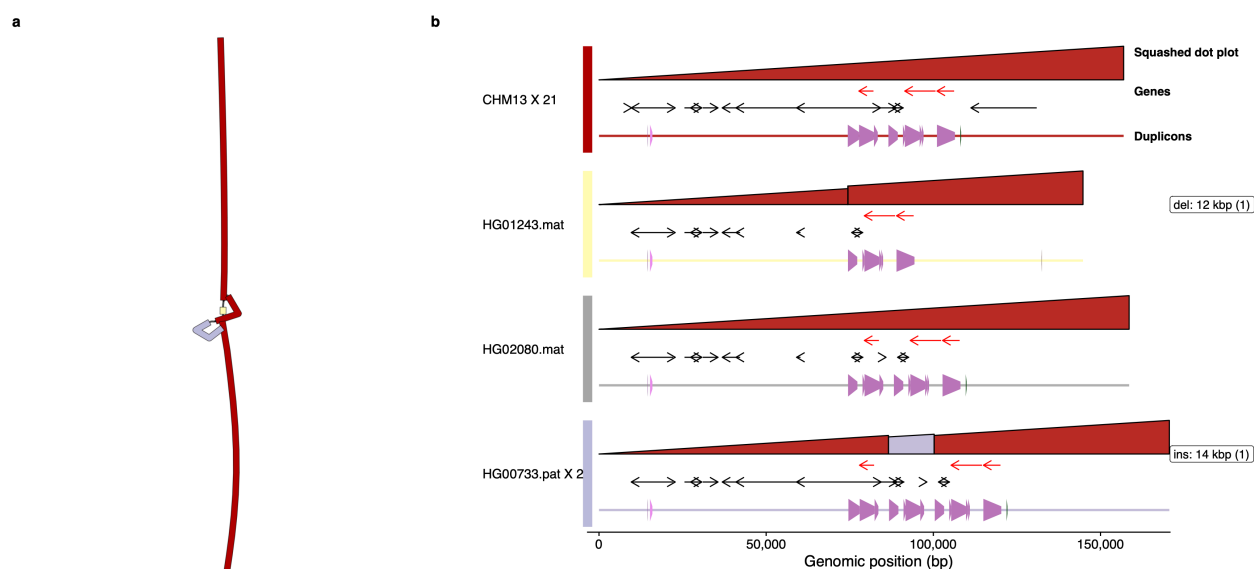 a
b
Squashed dot plot
Genes
CHM13 X 21
Duplicons
del: 12 kbp (1)
HG01243.mat
HG02080.mat
ins: 14 kbp (1)
HG00733.pat X 2
0 50,000 100,000 150,000
Genomic position (bp)